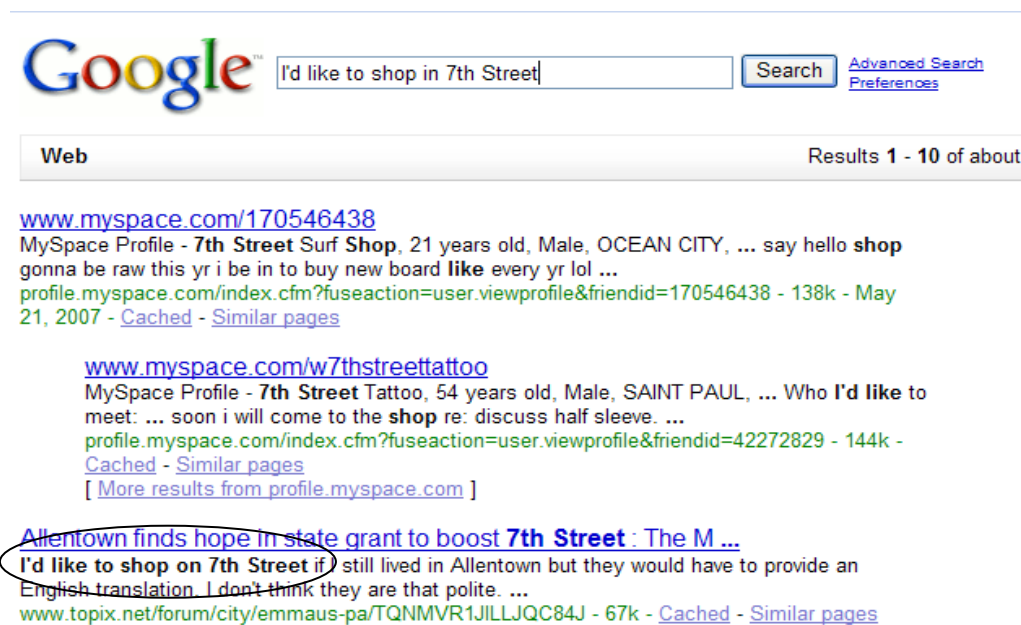 Google™ I'd like to shop in 7th Street Search Advanced Search
Preferences
Web Results 1 - 10 of about
www.myspace.com/170546438
MySpace Profile - 7th Street Surf Shop, 21 years old, Male, OCEAN CITY, ... say hello shop
gonna be raw this yr i be in to buy new board like every yr lol ...
profile.myspace.com/index.cfm?fuseaction=user.viewprofile&friendid=170546438 - 138k - May
21, 2007 - Cached - Similar pages
www.myspace.com/w7thstreettattoo
MySpace Profile - 7th Street Tattoo, 54 years old, Male, SAINT PAUL, ... Who I'd like to
meet: ... soon i will come to the shop re: discuss half sleeve. ...
profile.myspace.com/index.cfm?fuseaction=user.viewprofile&friendid=42272829 - 144k -
Cached - Similar pages
[ More results from profile.myspace.com ]
Allentown finds hope in state grant to boost 7th Street : The M ...
I'd like to shop on 7th Street if I still lived in Allentown but they would have to provide an
English translation. I don't think they are that polite. ...
www.topix.net/forum/city/emmaus-pa/TQNMVR1JILLJQC84J - 67k - Cached - Similar pages